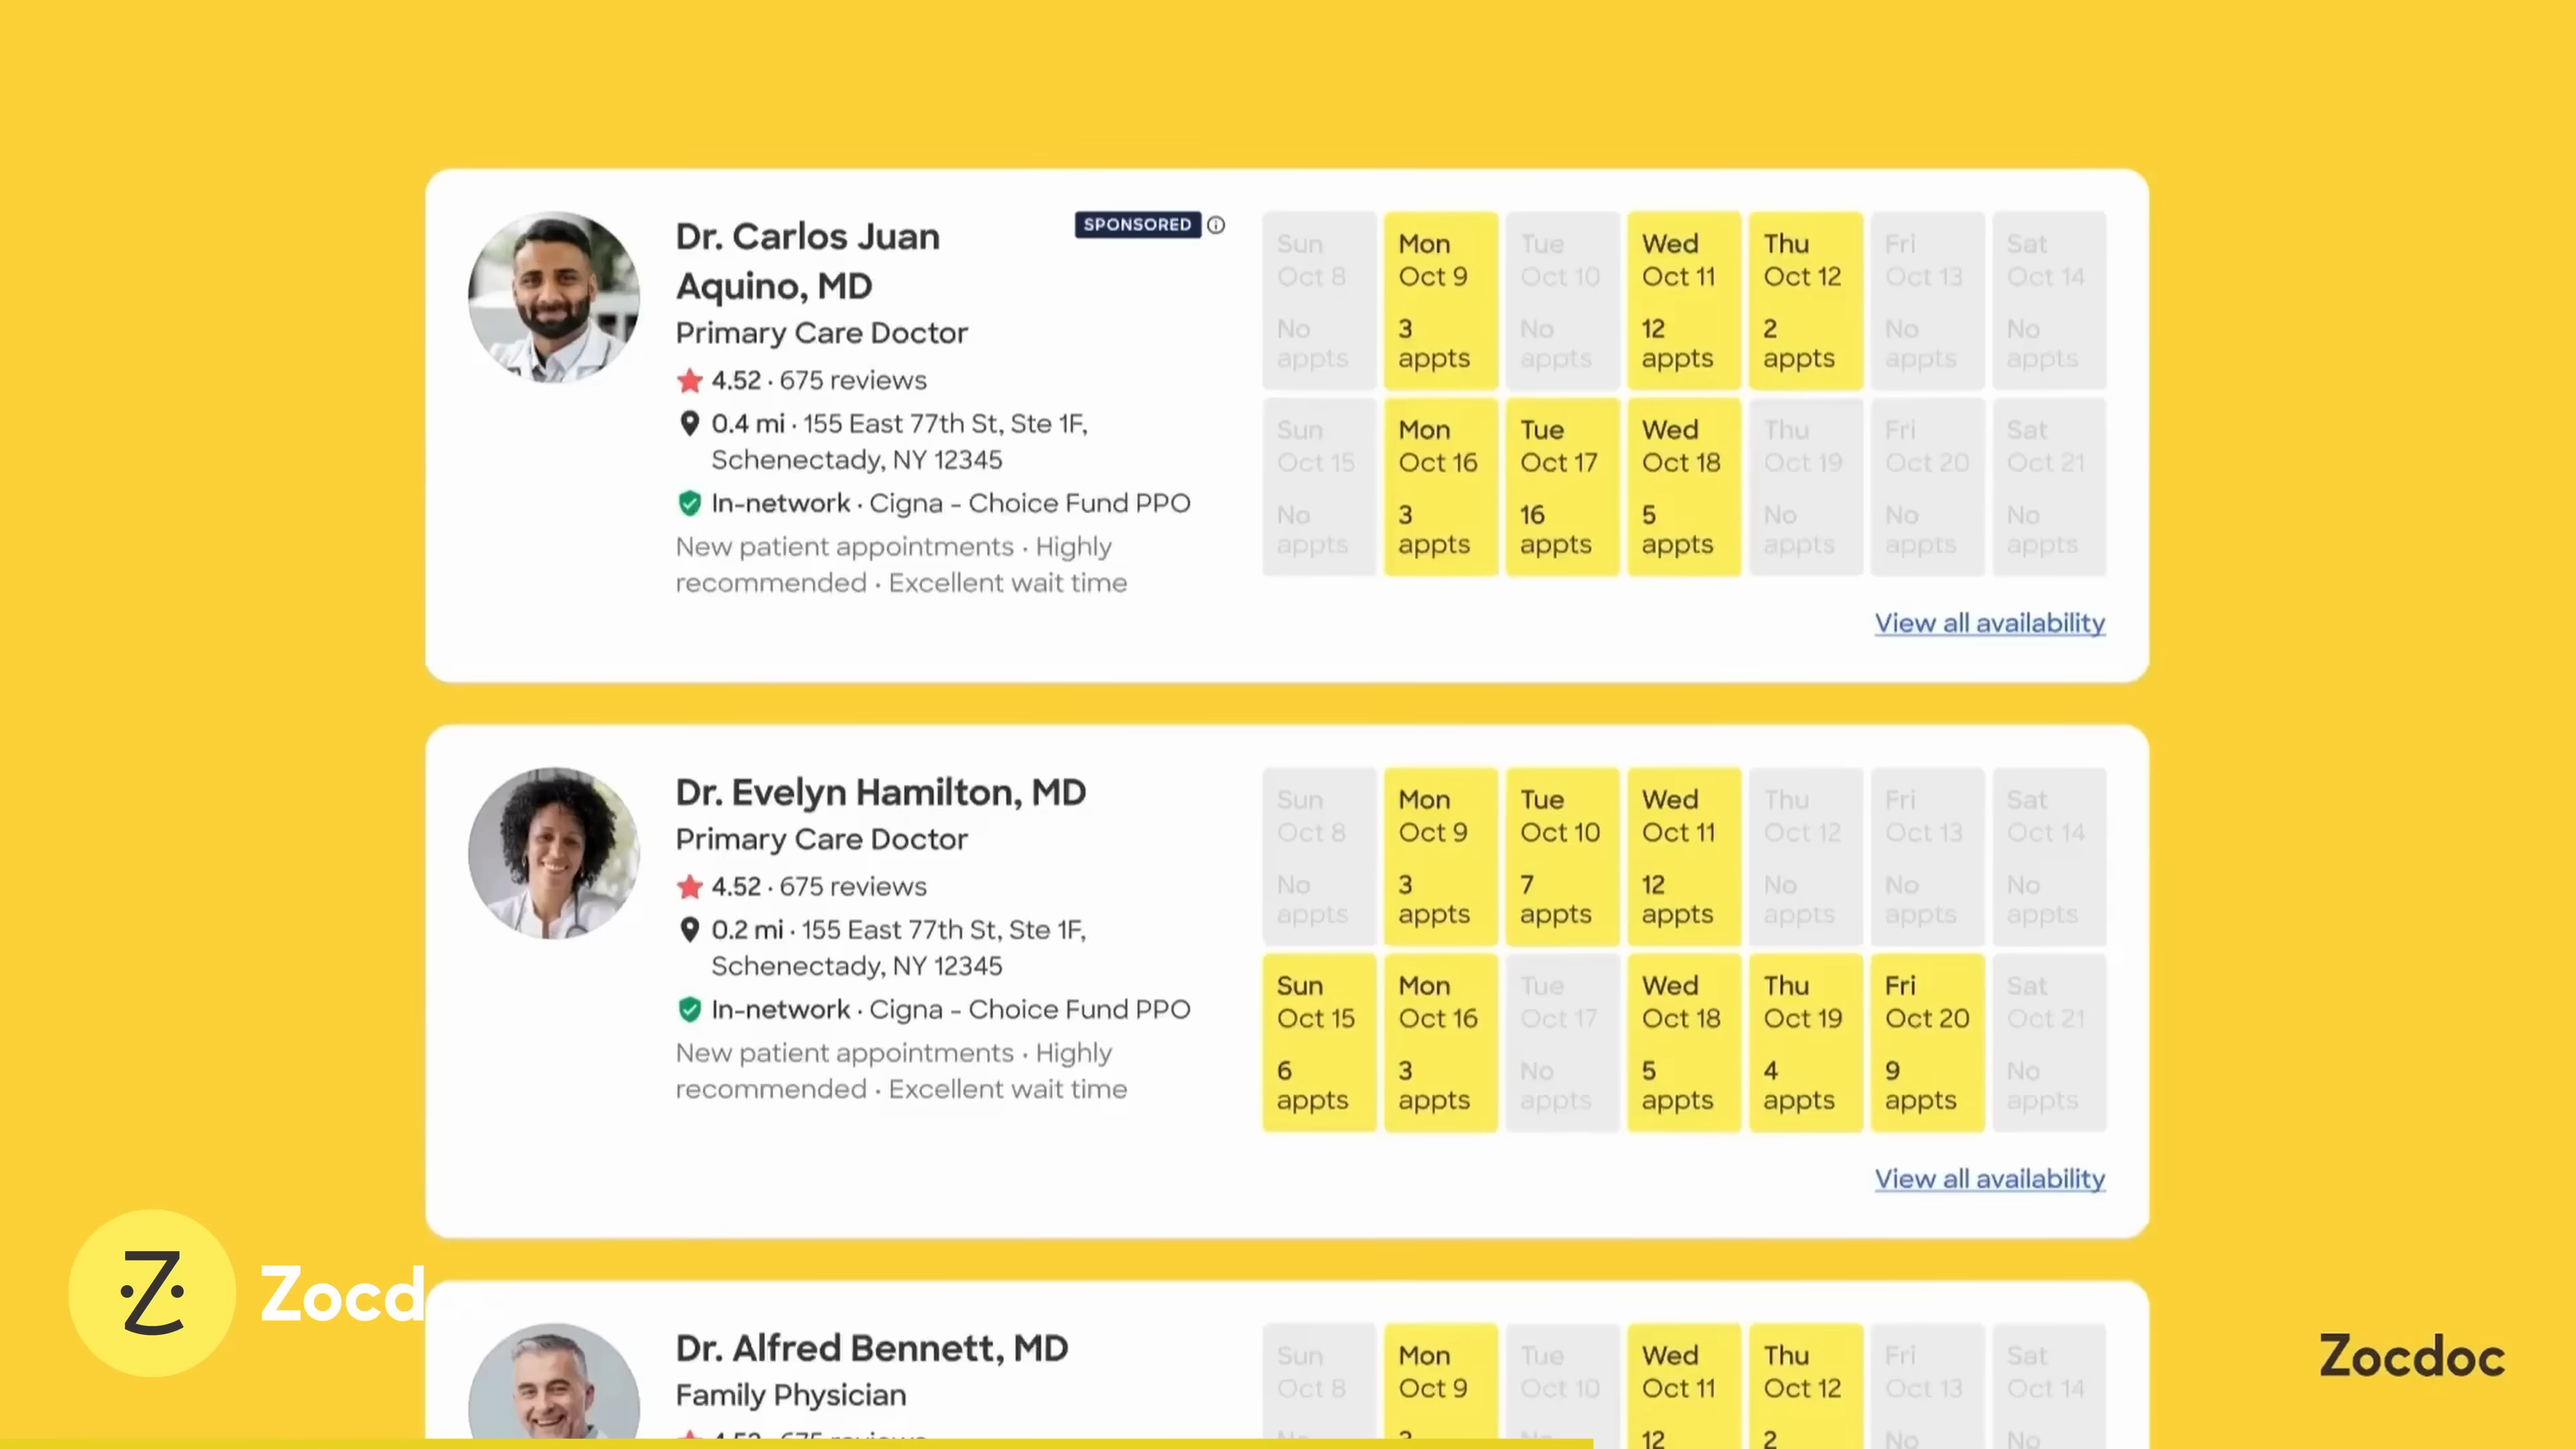 Dr. Carlos Juan
Aquino, MD
SPONSORED
Primary Care Doctor
4.52 · 675 reviews
0.4 mi · 155 East 77th St, Ste 1F,
Schenectady, NY 12345
In-network · Cigna - Choice Fund PPO
New patient appointments · Highly
recommended · Excellent wait time
Sun Mon Tue Wed Thu Fri Sat
Oct 8 Oct 9 Oct 10 Oct 11 Oct 12 Oct 13 Oct 14
No 3 No 12 2 No No
appts appts appts appts appts appts appts
Sun Mon Tue Wed Thu Fri Sat
Oct 15 Oct 16 Oct 17 Oct 18 Oct 19 Oct 20 Oct 21
No 3 16 5 No No No
appts appts appts appts appts appts appts
View all availability
Dr. Evelyn Hamilton, MD
Primary Care Doctor
4.52 · 675 reviews
0.2 mi · 155 East 77th St, Ste 1F,
Schenectady, NY 12345
In-network · Cigna - Choice Fund PPO
New patient appointments · Highly
recommended · Excellent wait time
Sun Mon Tue Wed Thu Fri Sat
Oct 8 Oct 9 Oct 10 Oct 11 Oct 12 Oct 13 Oct 14
No 3 7 12 No No No
appts appts appts appts appts appts appts
Sun Mon Tue Wed Thu Fri Sat
Oct 15 Oct 16 Oct 17 Oct 18 Oct 19 Oct 20 Oct 21
6 3 No 5 4 9 No
appts appts appts appts appts appts appts
View all availability
Z Zocd
Dr. Alfred Bennett, MD
Family Physician
4.52 · 675 reviews
Sun Mon Tue Wed Thu Fri Sat
Oct 8 Oct 9 Oct 10 Oct 11 Oct 12 Oct 13 Oct 14
No 3 No 12 2 No No
Zocdoc